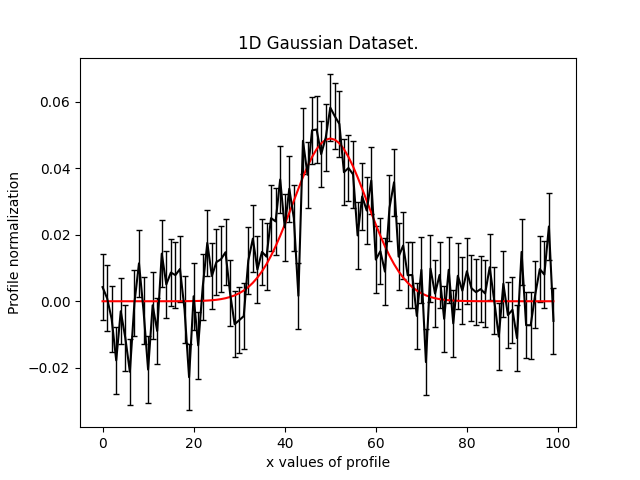 1D Gaussian Dataset.
Profile normalization
0.06
0.04
0.02
0.00
−0.02
0 20 40 60 80 100
x values of profile